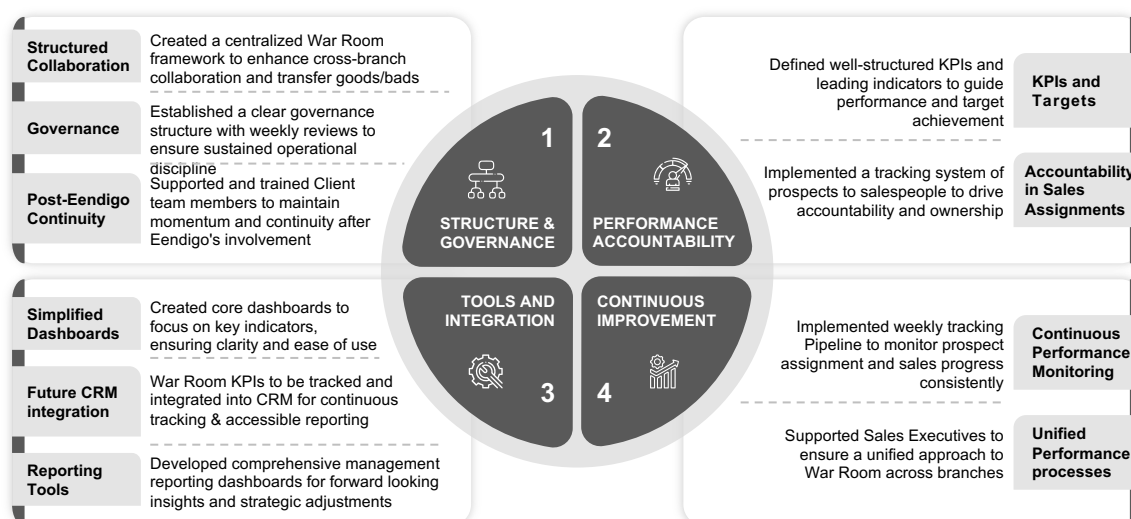 Structured
Collaboration
Created a centralized War Room
framework to enhance cross-branch
collaboration and transfer goods/bads
Governance
Established a clear governance
structure with weekly reviews to
ensure sustained operational
discipline
Post-Eendigo
Continuity
Supported and trained Client
team members to maintain
momentum and continuity after
Eendigo's involvement
1
STRUCTURE &
GOVERNANCE
2
PERFORMANCE
ACCOUNTABILITY
Defined well-structured KPIs and
leading indicators to guide
performance and target
achievement
KPIs and
Targets
Implemented a tracking system of
prospects to salespeople to drive
accountability and ownership
Accountability
in Sales
Assignments
Simplified
Dashboards
Created core dashboards to
focus on key indicators,
ensuring clarity and ease of use
Future CRM
integration
War Room KPIs to be tracked and
integrated into CRM for continuous
tracking & accessible reporting
Reporting
Tools
Developed comprehensive management
reporting dashboards for forward looking
insights and strategic adjustments
TOOLS AND
INTEGRATION
3
CONTINUOUS
IMPROVEMENT
4
Implemented weekly tracking
Pipeline to monitor prospect
assignment and sales progress
consistently
Continuous
Performance
Monitoring
Supported Sales Executives to
ensure a unified approach to
War Room across branches
Unified
Performance
processes